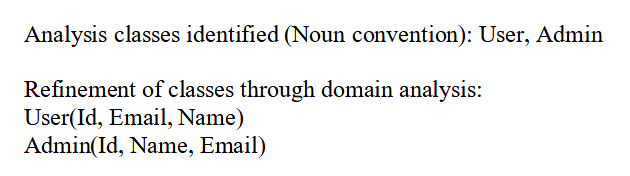 Analysis classes identified (Noun convention): User, Admin
Refinement of classes through domain analysis:
User(Id, Email, Name)
Admin(Id, Name, Email)